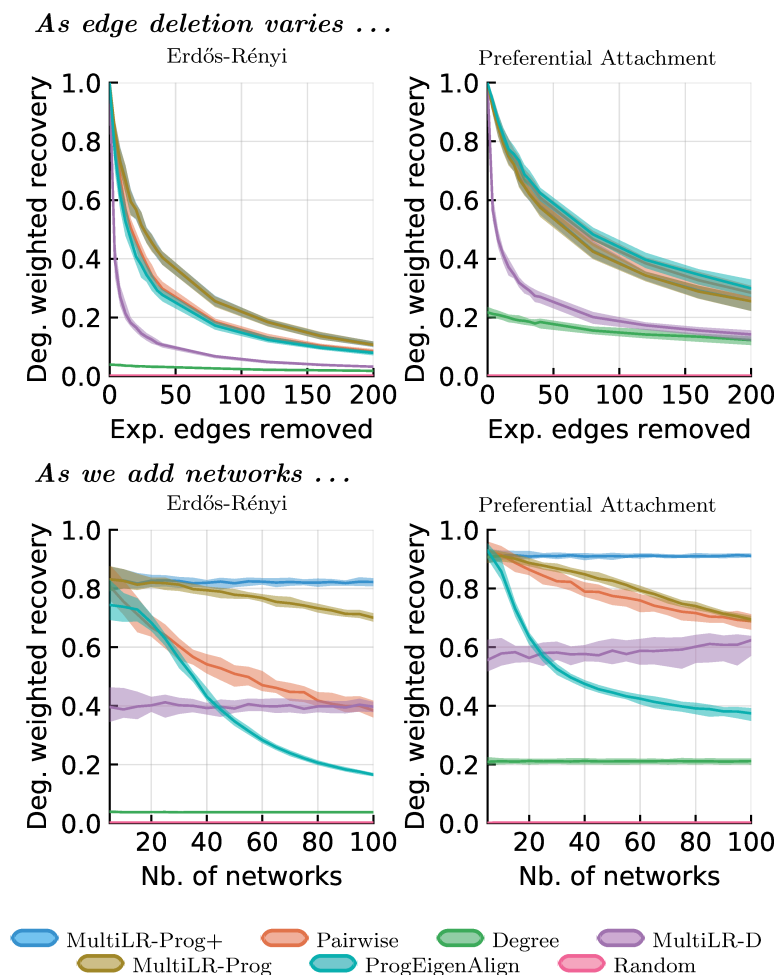 As edge deletion varies ...
Erdős-Rényi
Preferential Attachment
Deg. weighted recovery
1.0
0.8
0.6
0.4
0.2
0.0
0 50 100 150 200
Exp. edges removed
Deg. weighted recovery
1.0
0.8
0.6
0.4
0.2
0.0
0 50 100 150 200
Exp. edges removed
As we add networks ...
Erdős-Rényi
Preferential Attachment
Deg. weighted recovery
1.0
0.8
0.6
0.4
0.2
0.0
20 40 60 80 100
Nb. of networks
Deg. weighted recovery
1.0
0.8
0.6
0.4
0.2
0.0
20 40 60 80 100
Nb. of networks
MultiLR-Prog+ Pairwise Degree MultiLR-D
MultiLR-Prog ProgEigenAlign Random